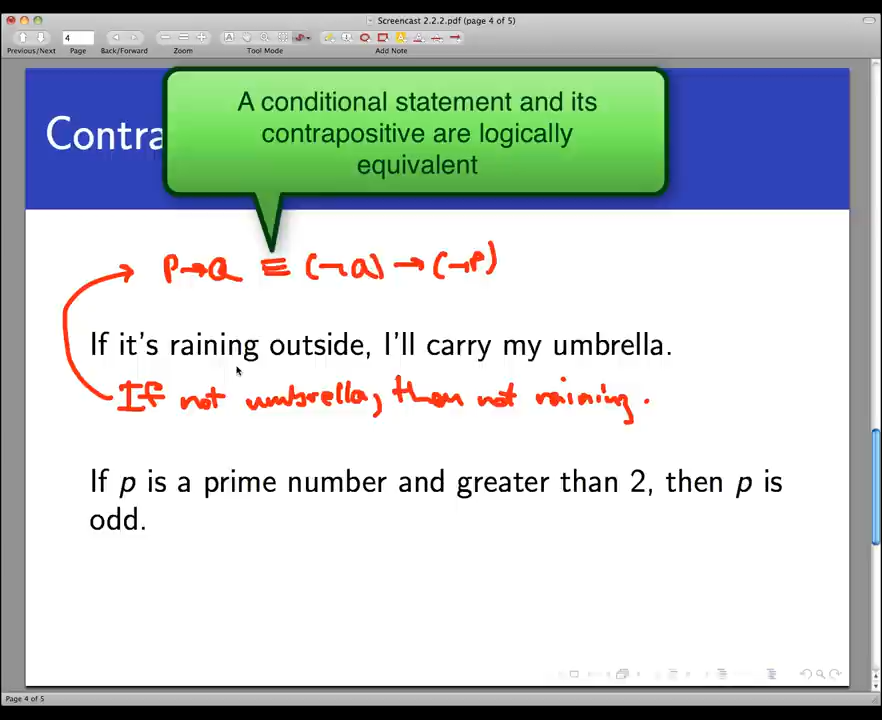 Screencast 2.2.2.pdf (page 4 of 5)
4
Previous/Next Page Back/Forward Zoom Tool Mode Add Note
A conditional statement and its
contrapositive are logically
equivalent
Contra
P→Q ≡ (¬Q) → (¬P)
If it's raining outside, I'll carry my umbrella.
If not umbrella, then not raining.
If p is a prime number and greater than 2, then p is
odd.
Page 4 of 5